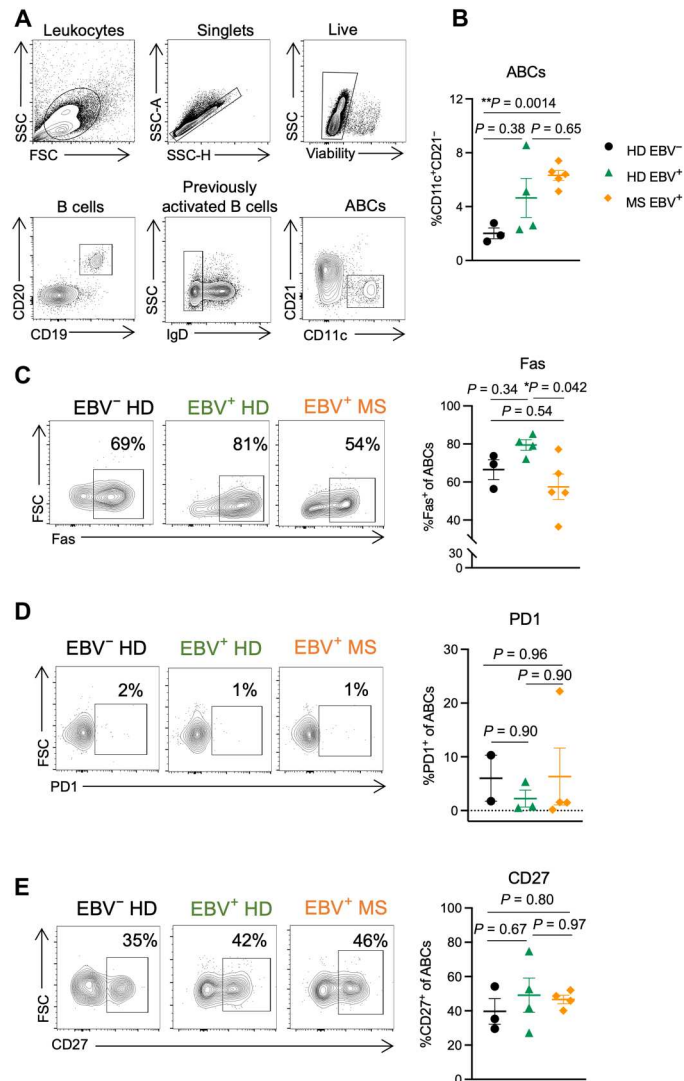 A
Leukocytes
SSC
FSC
Singlets
SSC-A
SSC-H
Live
SSC
Viability
B cells
CD20
CD19
Previously
activated B cells
SSC
IgD
ABCs
CD21
CD11c
B
ABCs
**P = 0.0014
P = 0.38
P = 0.65
%CD11c⁺CD21⁻
12
8
4
0
HD EBV⁻
HD EBV⁺
MS EBV⁺
C
EBV⁻ HD
EBV⁺ HD
EBV⁺ MS
69%
81%
54%
FSC
Fas
Fas
P = 0.34
*P = 0.042
P = 0.54
%Fas⁺ of ABCs
100
80
60
40
30
0
D
EBV⁻ HD
EBV⁺ HD
EBV⁺ MS
2%
1%
1%
FSC
PD1
PD1
P = 0.96
P = 0.90
P = 0.90
%PD1⁺ of ABCs
30
20
10
0
E
EBV⁻ HD
EBV⁺ HD
EBV⁺ MS
35%
42%
46%
FSC
CD27
CD27
P = 0.80
P = 0.67
P = 0.97
%CD27⁺ of ABCs
100
80
60
40
20
0